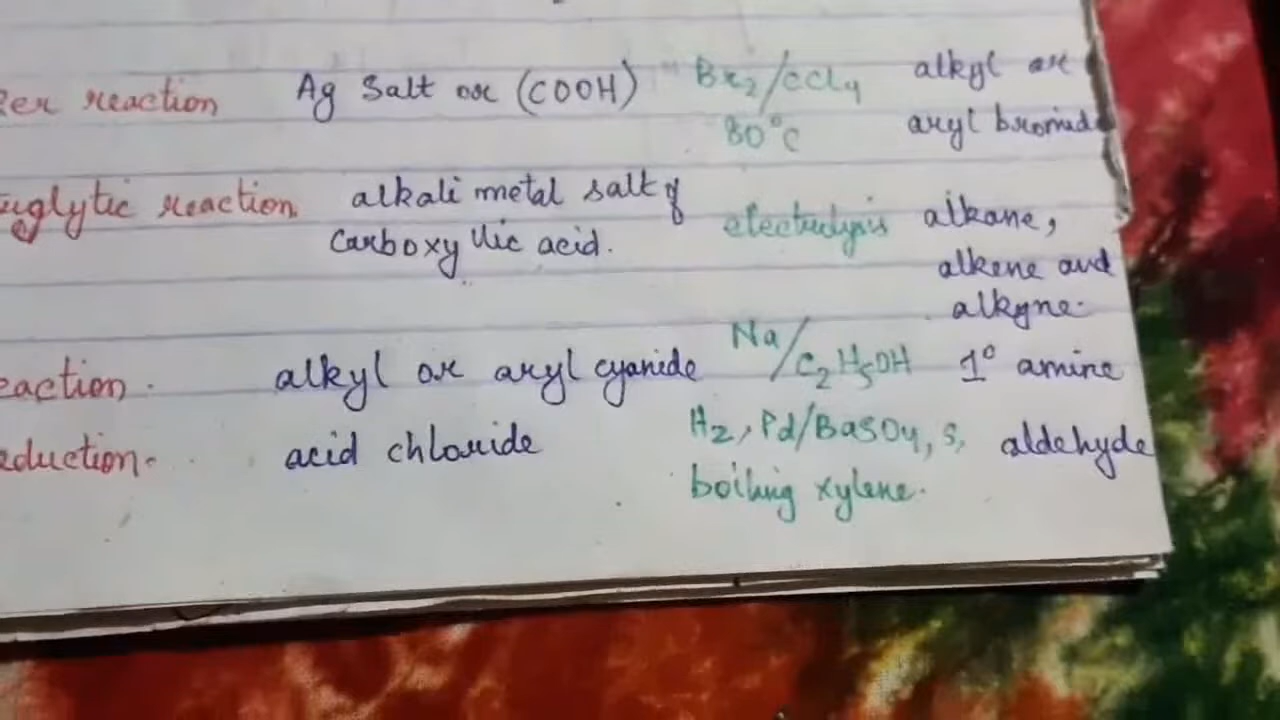 reaction Ag Salt or (COOH) Br2/CCl4 alkyl or
80°C aryl bromid
reaction alkali metal salt of electrolysis alkane,
Carboxyllic acid.
alkene and
alkyne.
eaction. alkyl or aryl cyanide Na/C2H5OH 1° amine
eduction. acid chloride H2, Pd/BaSO4, S, aldehyde
boiling xylene.